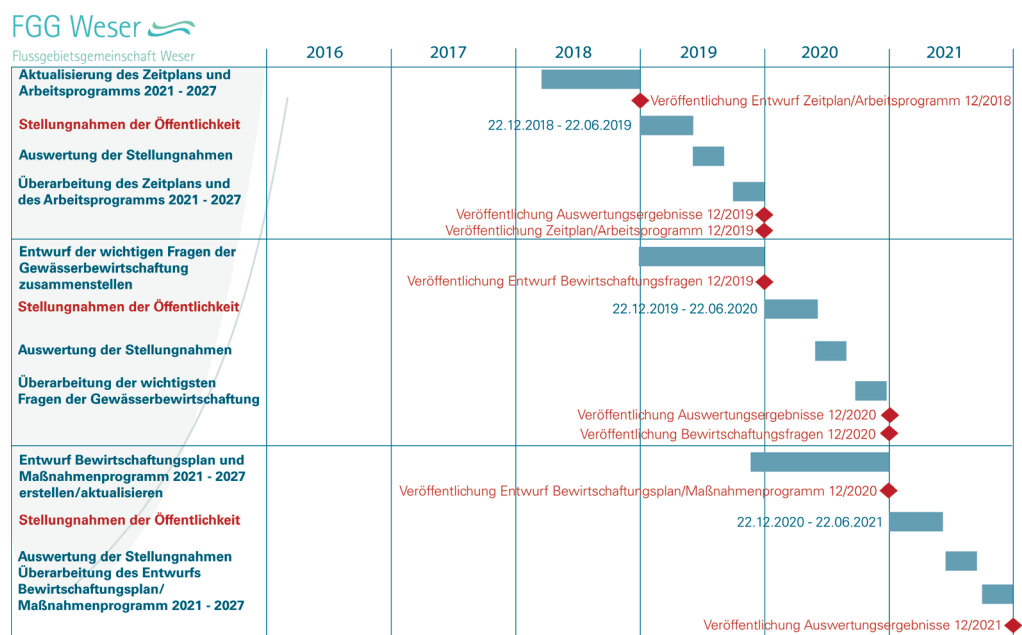 FGG Weser
Flussgebietsgemeinschaft Weser
2016 2017 2018 2019 2020 2021
Aktualisierung des Zeitplans und
Arbeitsprogramms 2021 - 2027
Veröffentlichung Entwurf Zeitplan/Arbeitsprogramm 12/2018
Stellungnahmen der Öffentlichkeit
22.12.2018 - 22.06.2019
Auswertung der Stellungnahmen
Überarbeitung des Zeitplans und
des Arbeitsprogramms 2021 - 2027
Veröffentlichung Auswertungsergebnisse 12/2019
Veröffentlichung Zeitplan/Arbeitsprogramm 12/2019
Entwurf der wichtigen Fragen der
Gewässerbewirtschaftung
zusammenstellen
Veröffentlichung Entwurf Bewirtschaftungsfragen 12/2019
Stellungnahmen der Öffentlichkeit
22.12.2019 - 22.06.2020
Auswertung der Stellungnahmen
Überarbeitung der wichtigsten
Fragen der Gewässerbewirtschaftung
Veröffentlichung Auswertungsergebnisse 12/2020
Veröffentlichung Bewirtschaftungsfragen 12/2020
Entwurf Bewirtschaftungsplan und
Maßnahmenprogramm 2021 - 2027
erstellen/aktualisieren
Veröffentlichung Entwurf Bewirtschaftungsplan/Maßnahmenprogramm 12/2020
Stellungnahmen der Öffentlichkeit
22.12.2020 - 22.06.2021
Auswertung der Stellungnahmen
Überarbeitung des Entwurfs
Bewirtschaftungsplan/
Maßnahmenprogramm 2021 - 2027
Veröffentlichung Auswertungsergebnisse 12/2021